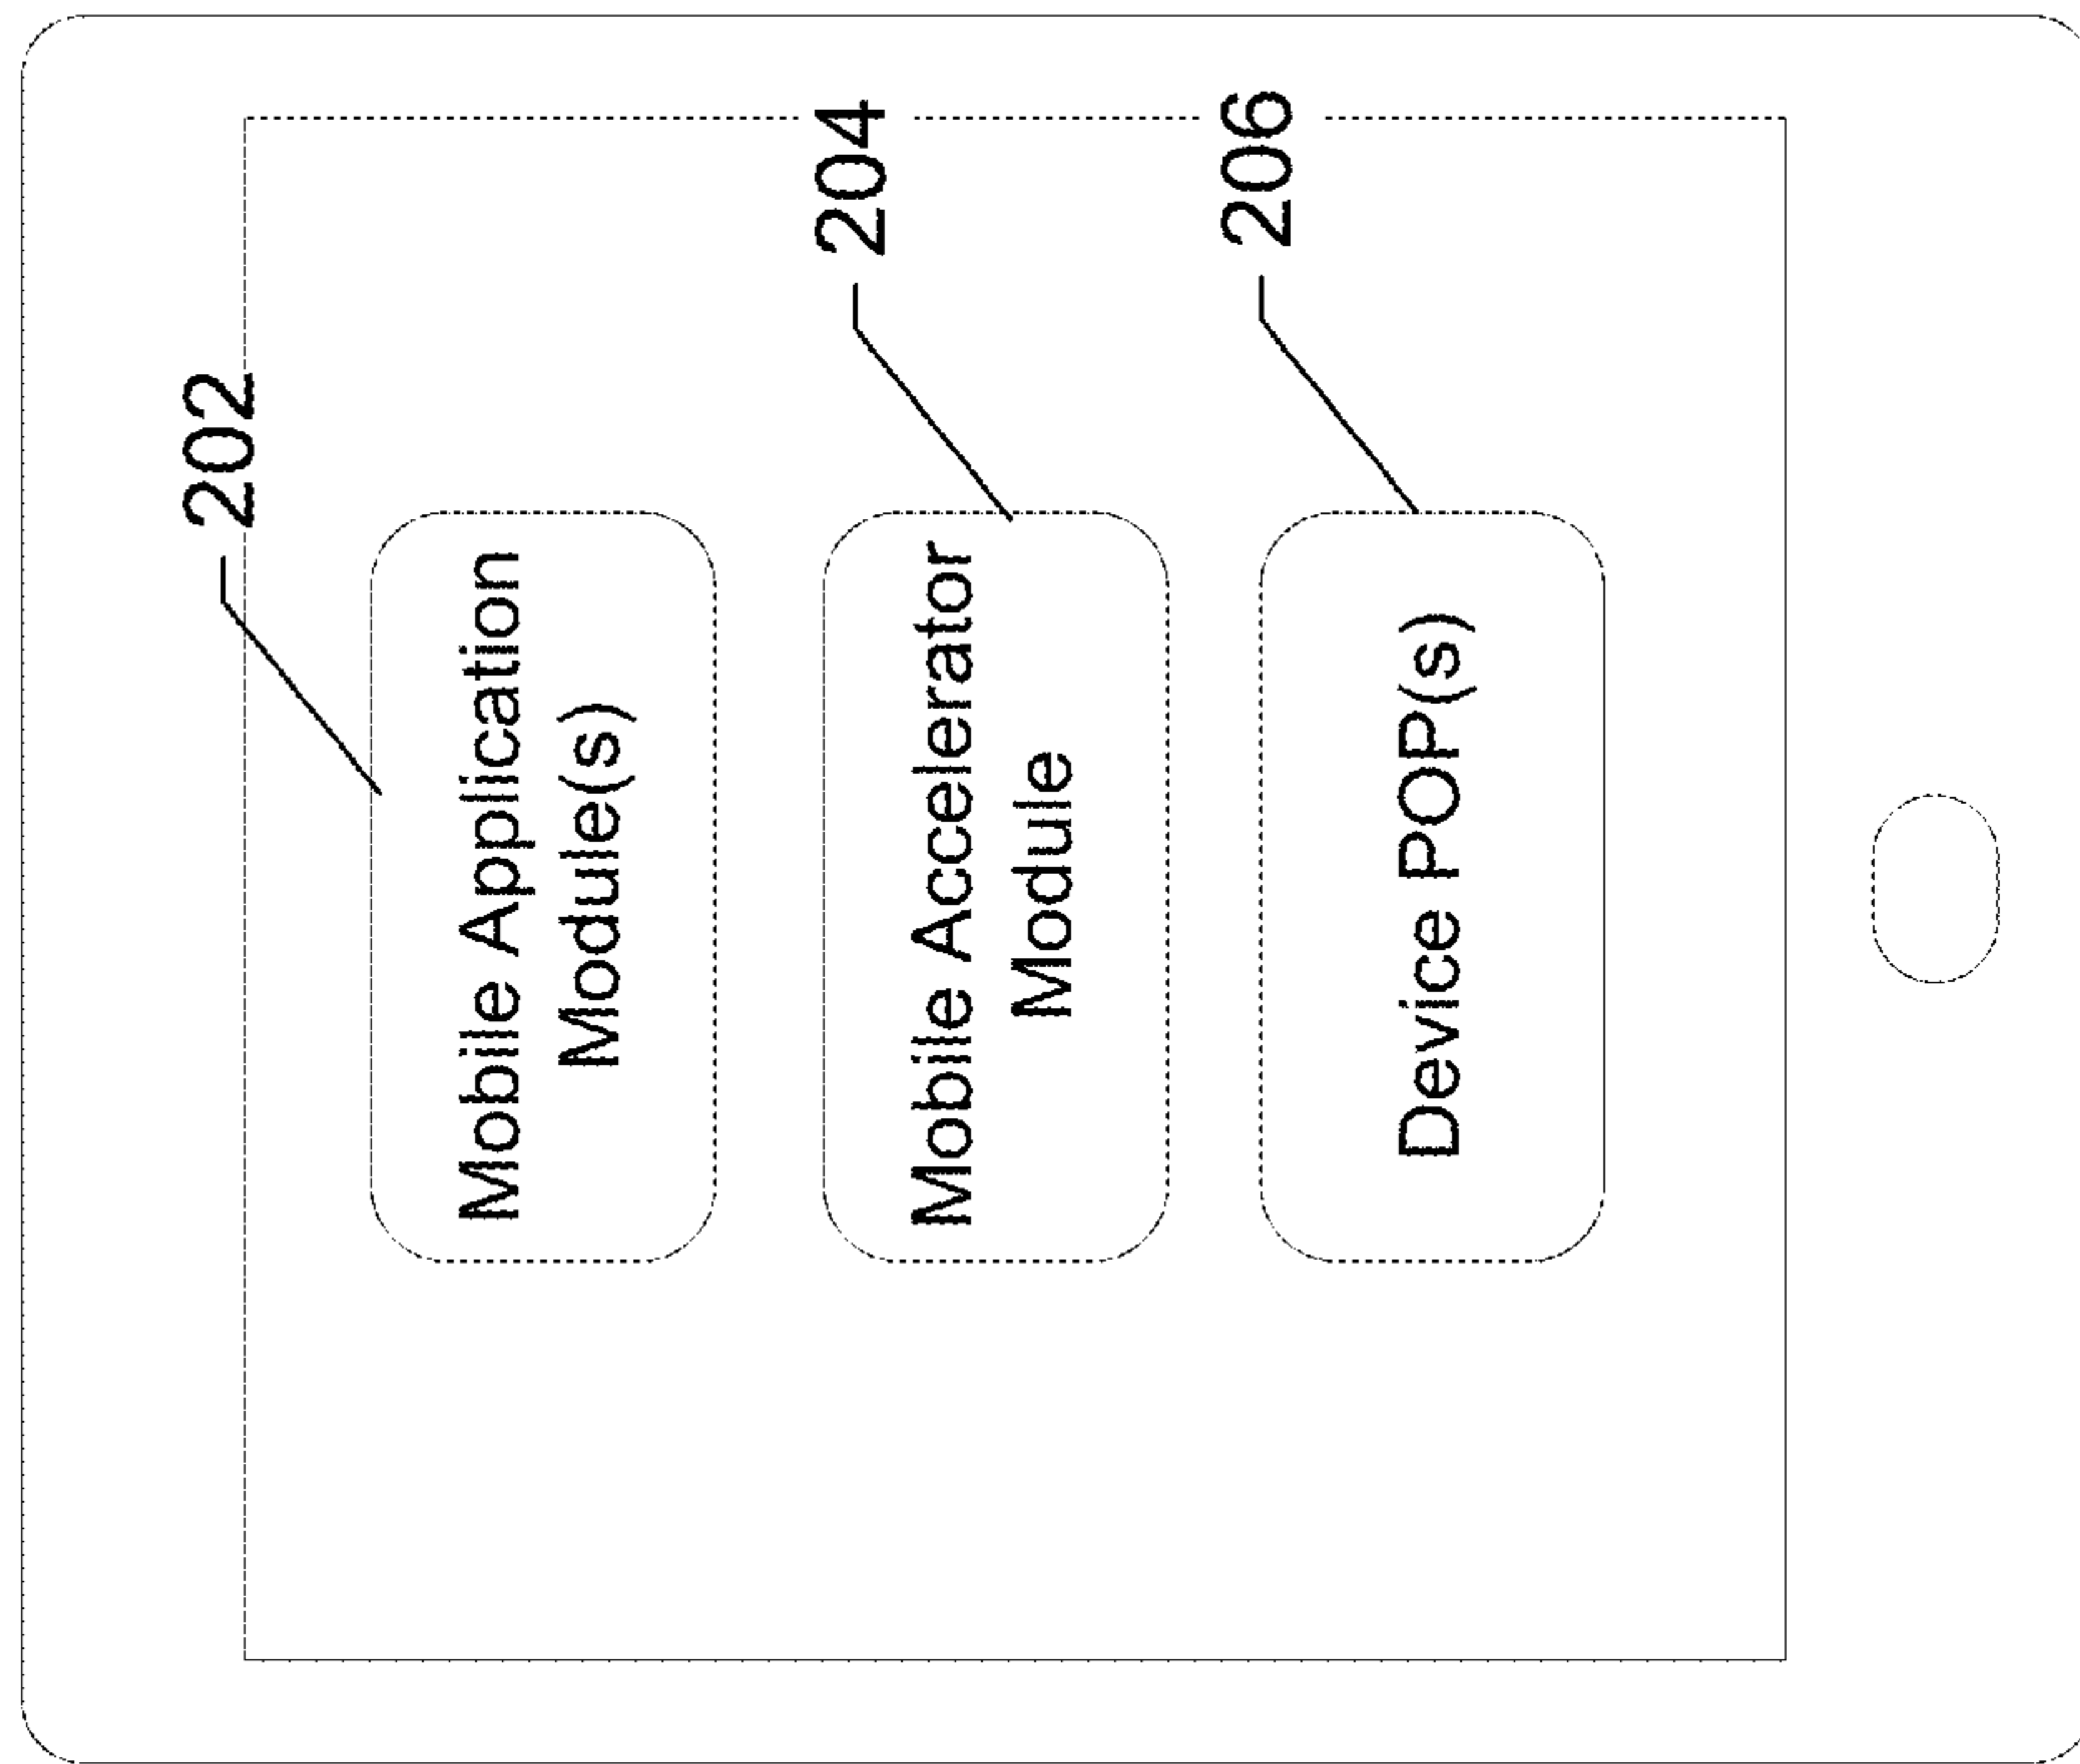 202
Mobile Application
Module(s)
204
Mobile Accelerator
Module
206
Device POP(s)